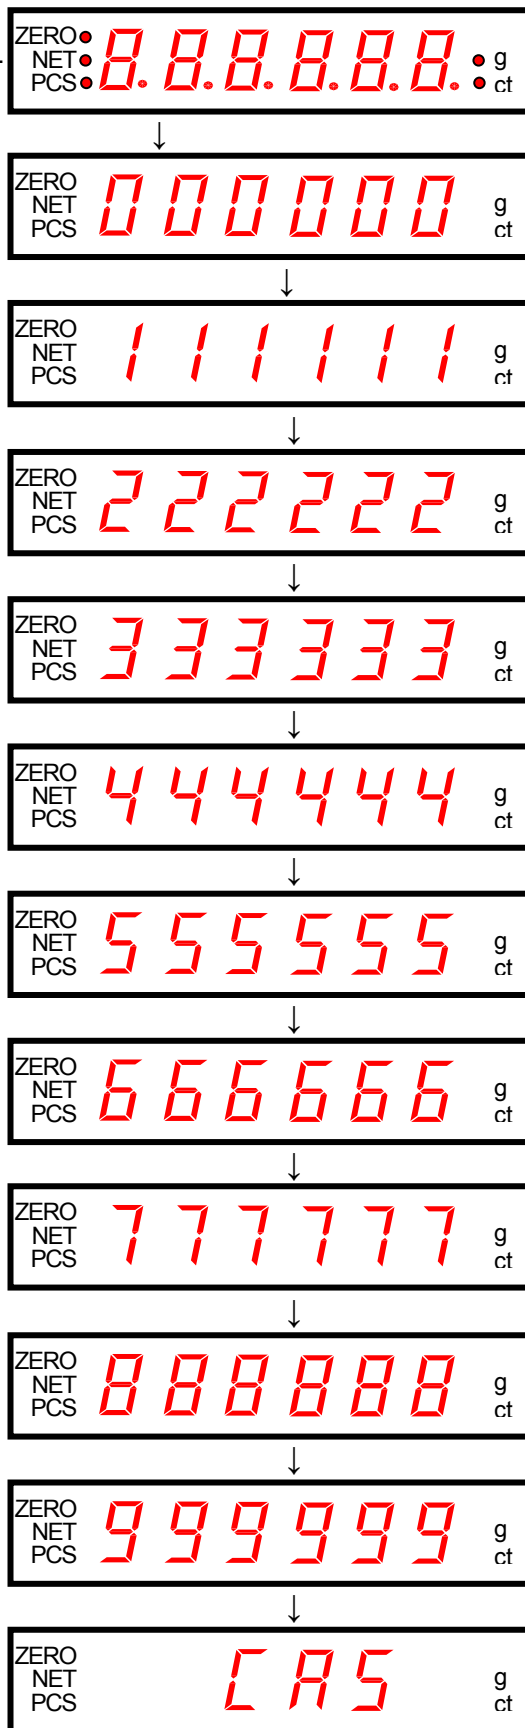 ZERO
NET
PCS
8.8.8.8.8.8.
g
ct
↓
ZERO
NET
PCS
000000
g
ct
↓
ZERO
NET
PCS
111111
g
ct
↓
ZERO
NET
PCS
222222
g
ct
↓
ZERO
NET
PCS
333333
g
ct
↓
ZERO
NET
PCS
444444
g
ct
↓
ZERO
NET
PCS
555555
g
ct
↓
ZERO
NET
PCS
666666
g
ct
↓
ZERO
NET
PCS
777777
g
ct
↓
ZERO
NET
PCS
888888
g
ct
↓
ZERO
NET
PCS
999999
g
ct
↓
ZERO
NET
PCS
CAS
g
ct